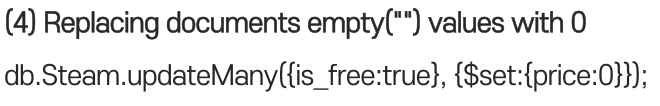 (4) Replacing documents empty("") values with 0
db.Steam.updateMany({is_free:true}, {$set:{price:0}});